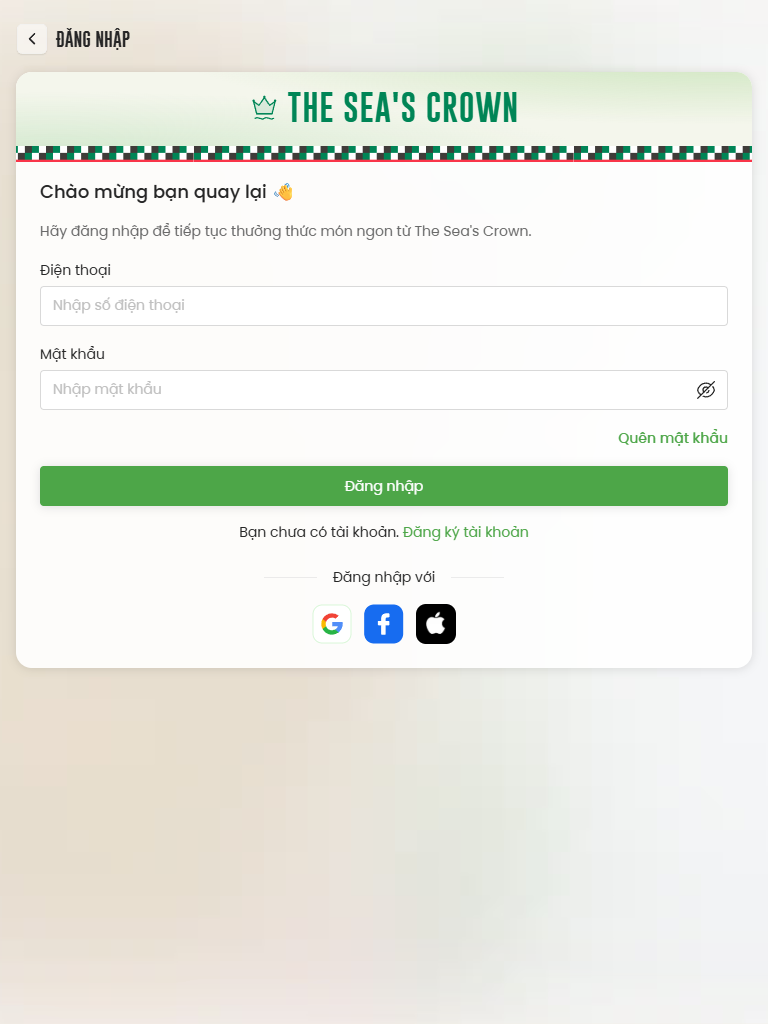 ĐĂNG NHẬP
THE SEA'S CROWN
Chào mừng bạn quay lại 👋
Hãy đăng nhập để tiếp tục thưởng thức món ngon từ The Sea's Crown.
Điện thoại
Nhập số điện thoại
Mật khẩu
Nhập mật khẩu
Quên mật khẩu
Đăng nhập
Bạn chưa có tài khoản. Đăng ký tài khoản
Đăng nhập với